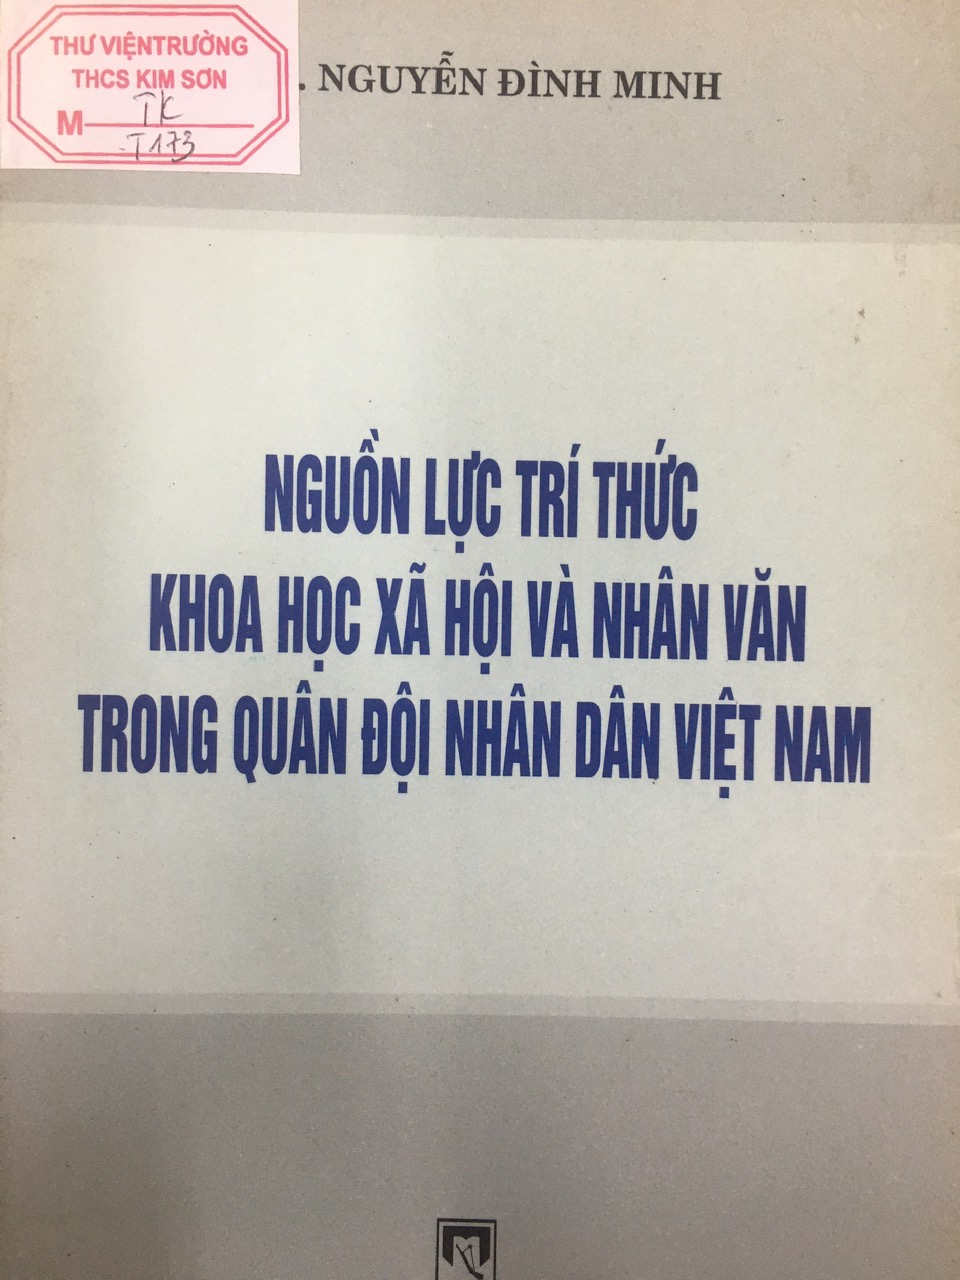 THƯ VIỆNTRƯỜNG
THCS KIM SƠN
M TK
T173
. NGUYỄN ĐÌNH MINH
NGUỒN LỰC TRÍ THỨC
KHOA HỌC XÃ HỘI VÀ NHÂN VĂN
TRONG QUÂN ĐỘI NHÂN DÂN VIỆT NAM